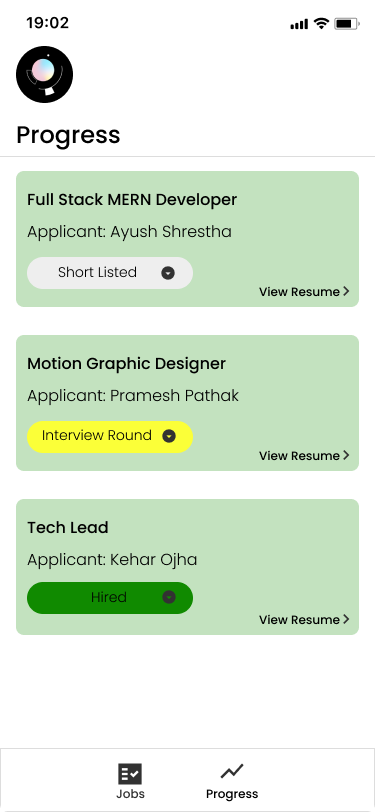 19:02
Progress
Full Stack MERN Developer
Applicant: Ayush Shrestha
Short Listed
View Resume
Motion Graphic Designer
Applicant: Pramesh Pathak
Interview Round
View Resume
Tech Lead
Applicant: Kehar Ojha
Hired
View Resume
Jobs
Progress